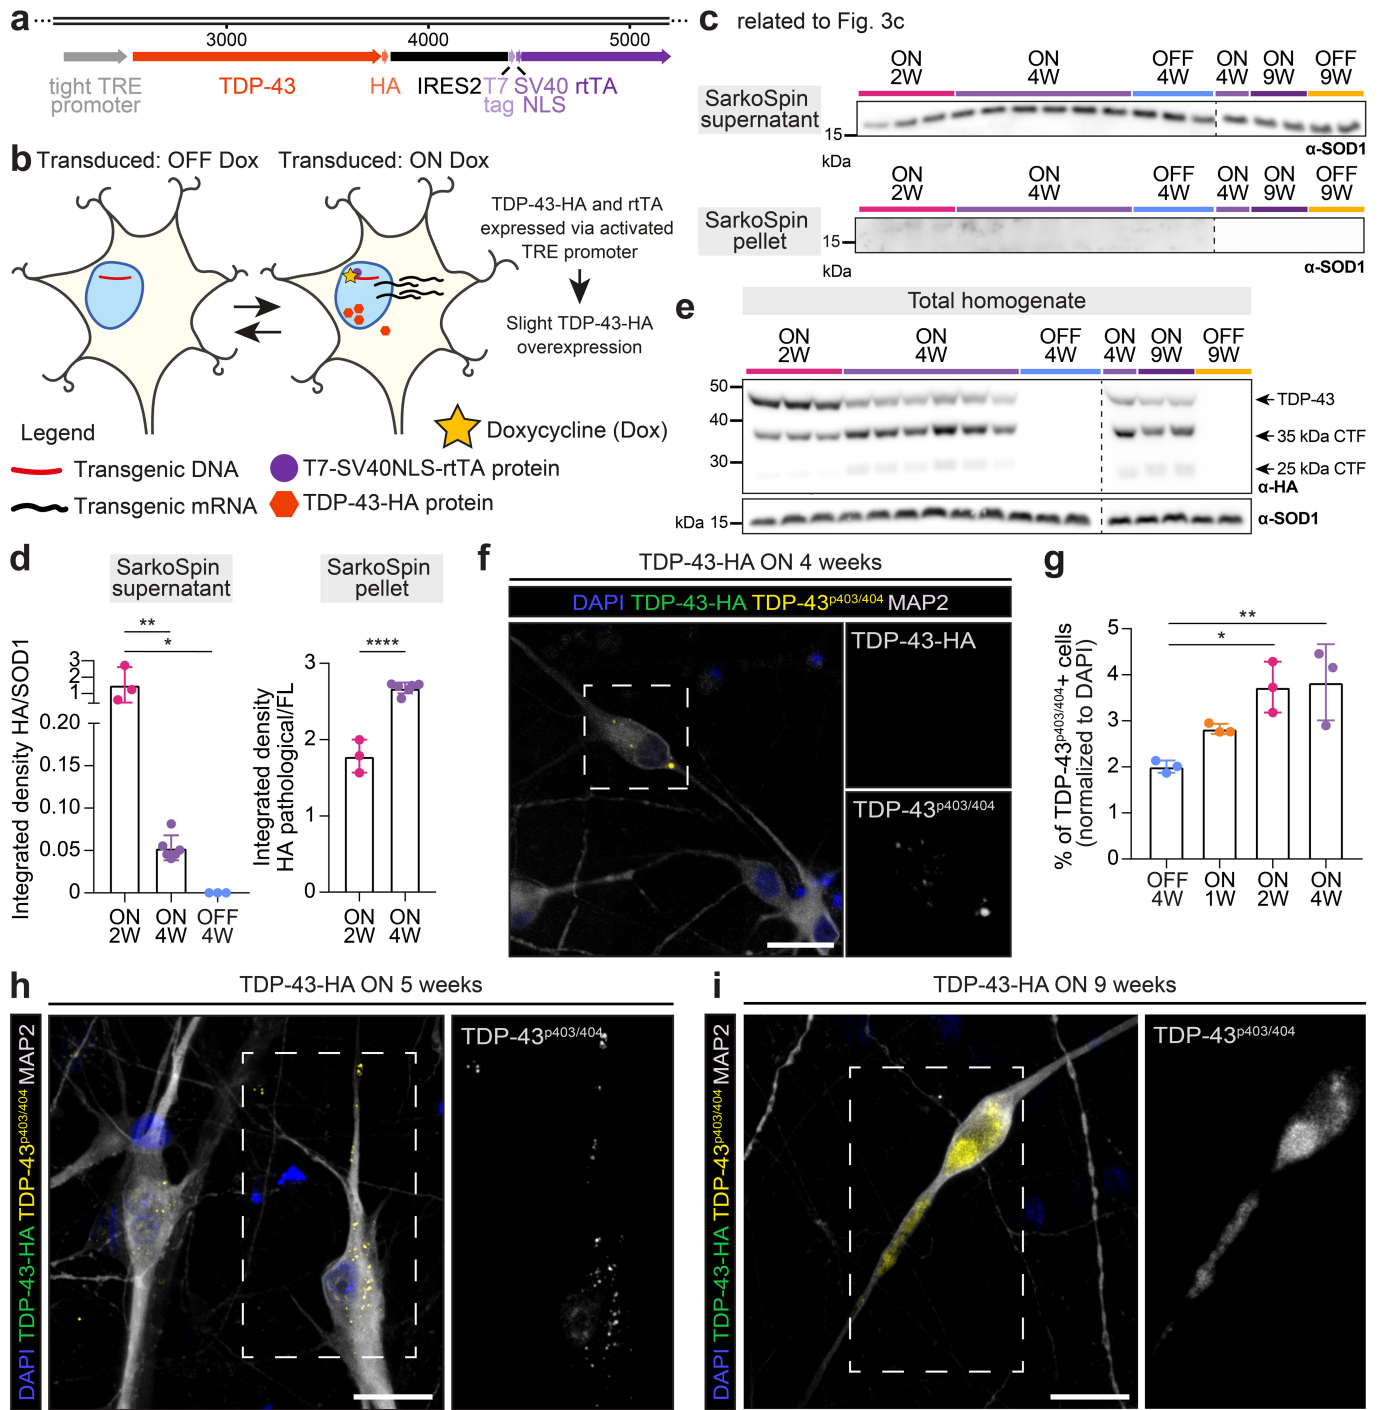 a
3000 4000 5000
tight TRE promoter
TDP-43
HA
IRES2
T7 tag
SV40 NLS
rtTA
b
Transduced: OFF Dox
Transduced: ON Dox
TDP-43-HA and rtTA
expressed via activated
TRE promoter
Slight TDP-43-HA
overexpression
Legend
Transgenic DNA
Transgenic mRNA
Doxycycline (Dox)
T7-SV40NLS-rtTA protein
TDP-43-HA protein
c related to Fig. 3c
ON ON OFF ON ON OFF
2W 4W 4W 4W 9W 9W
SarkoSpin
supernatant
15
kDa
α-SOD1
ON ON OFF ON ON OFF
2W 4W 4W 4W 9W 9W
SarkoSpin
pellet
15
kDa
α-SOD1
e
Total homogenate
ON ON OFF ON ON OFF
2W 4W 4W 4W 9W 9W
50
40
30
TDP-43
35 kDa CTF
25 kDa CTF
α-HA
kDa 15
α-SOD1
d
SarkoSpin
supernatant
Integrated density HA/SOD1
3
2
1
0.20
0.15
0.10
0.05
0
**
*
ON ON OFF
2W 4W 4W
SarkoSpin
pellet
Integrated density
HA pathological/FL
3
2
1
0
****
ON ON
2W 4W
f
TDP-43-HA ON 4 weeks
DAPI TDP-43-HA TDP-43p403/404 MAP2
TDP-43-HA
TDP-43p403/404
g
% of TDP-43p403/404+ cells
(normalized to DAPI)
5
4
3
2
1
0
**
*
OFF ON ON ON
4W 1W 2W 4W
h
TDP-43-HA ON 5 weeks
DAPI TDP-43-HA TDP-43p403/404 MAP2
TDP-43p403/404
i
TDP-43-HA ON 9 weeks
DAPI TDP-43-HA TDP-43p403/404 MAP2
TDP-43p403/404